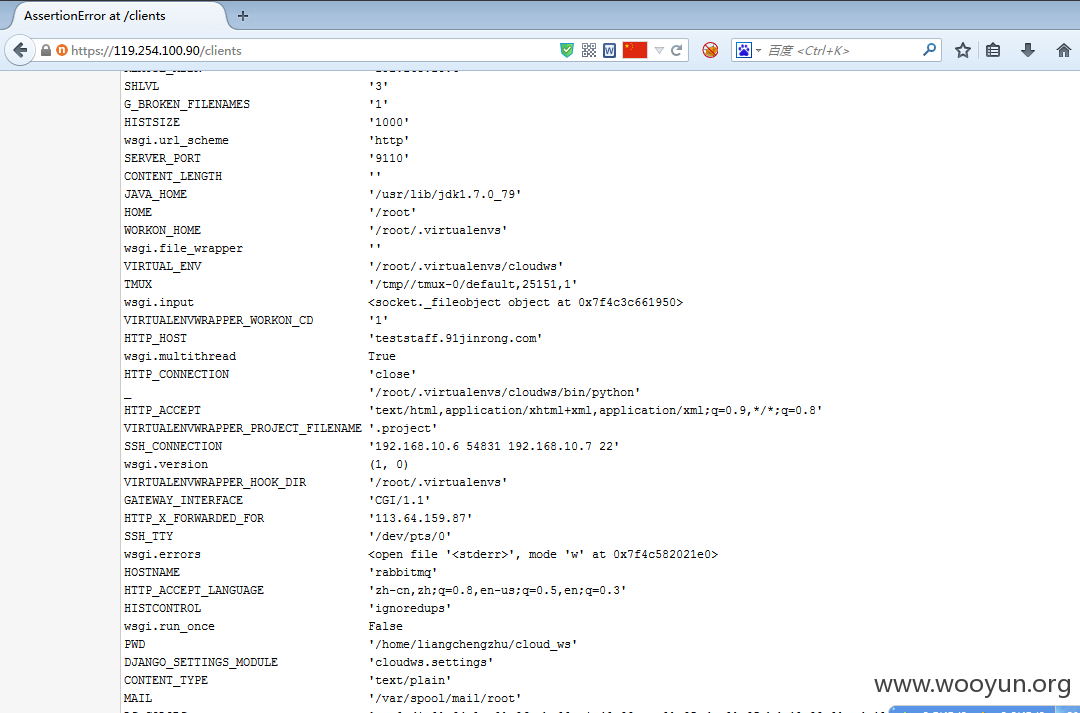 AssertionError at /clients
https://119.254.100.90/clients
百度 <Ctrl+K>
SHLVL '3'
G_BROKEN_FILENAMES '1'
HISTSIZE '1000'
wsgi.url_scheme 'http'
SERVER_PORT '9110'
CONTENT_LENGTH ''
JAVA_HOME '/usr/lib/jdk1.7.0_79'
HOME '/root'
WORKON_HOME '/root/.virtualenvs'
wsgi.file_wrapper ''
VIRTUAL_ENV '/root/.virtualenvs/cloudws'
TMUX '/tmp//tmux-0/default,25151,1'
wsgi.input <socket._fileobject object at 0x7f4c3c661950>
VIRTUALENVWRAPPER_WORKON_CD '1'
HTTP_HOST 'teststaff.91jinrong.com'
wsgi.multithread True
HTTP_CONNECTION 'close'
_ '/root/.virtualenvs/cloudws/bin/python'
HTTP_ACCEPT 'text/html,application/xhtml+xml,application/xml;q=0.9,*/*;q=0.8'
VIRTUALENVWRAPPER_PROJECT_FILENAME '.project'
SSH_CONNECTION '192.168.10.6 54831 192.168.10.7 22'
wsgi.version (1, 0)
VIRTUALENVWRAPPER_HOOK_DIR '/root/.virtualenvs'
GATEWAY_INTERFACE 'CGI/1.1'
HTTP_X_FORWARDED_FOR '113.64.159.87'
SSH_TTY '/dev/pts/0'
wsgi.errors <open file '<stderr>', mode 'w' at 0x7f4c582021e0>
HOSTNAME 'rabbitmq'
HTTP_ACCEPT_LANGUAGE 'zh-cn,zh;q=0.8,en-us;q=0.5,en;q=0.3'
HISTCONTROL 'ignoredups'
wsgi.run_once False
PWD '/home/liangchengzhu/cloud_ws'
DJANGO_SETTINGS_MODULE 'cloudws.settings'
CONTENT_TYPE 'text/plain'
MAIL '/var/spool/mail/root'
www.wooyun.org